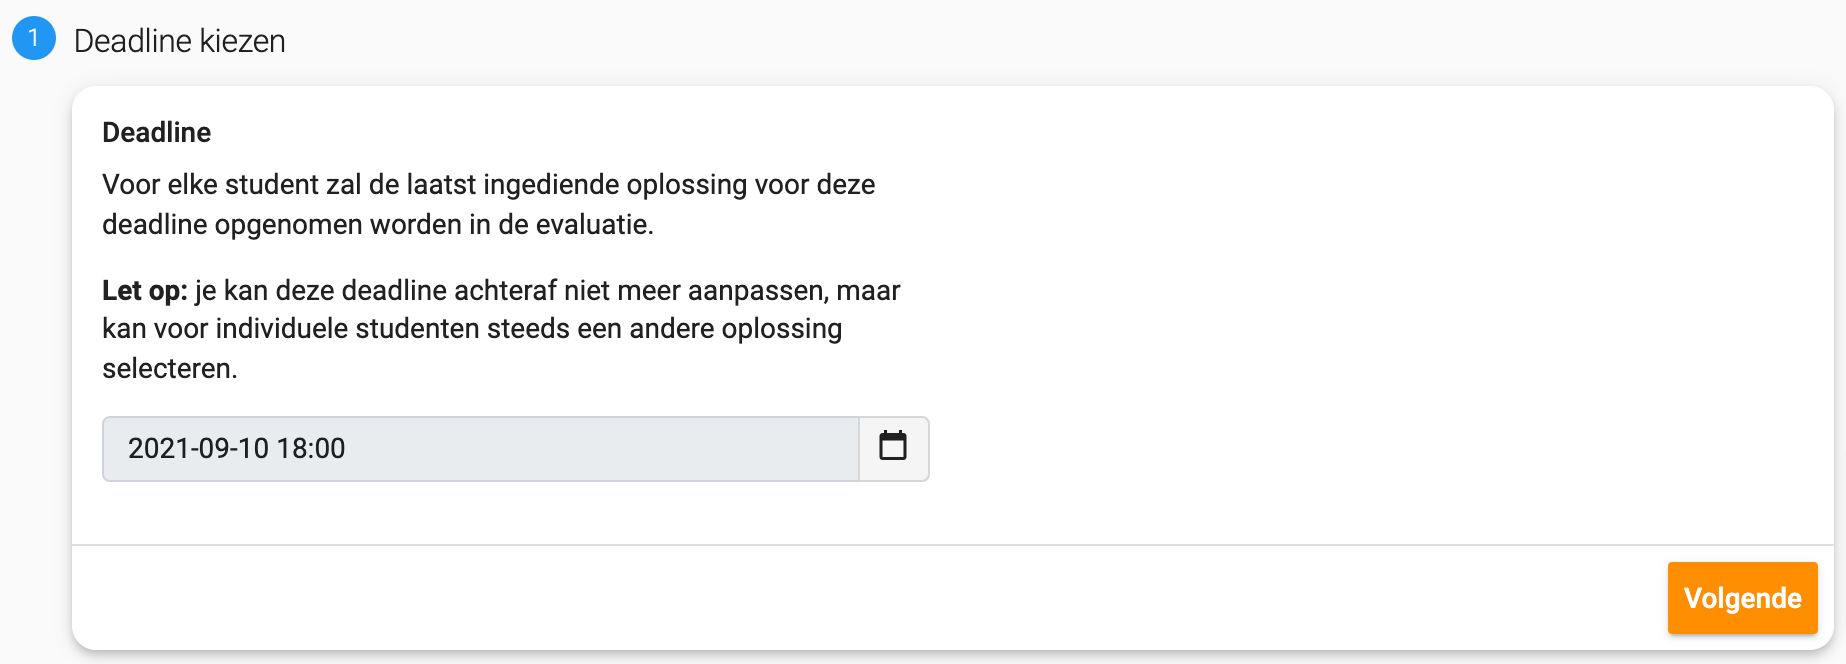 1 Deadline kiezen
Deadline
Voor elke student zal de laatst ingediende oplossing voor deze
deadline opgenomen worden in de evaluatie.
Let op: je kan deze deadline achteraf niet meer aanpassen, maar
kan voor individuele studenten steeds een andere oplossing
selecteren.
2021-09-10 18:00
Volgende